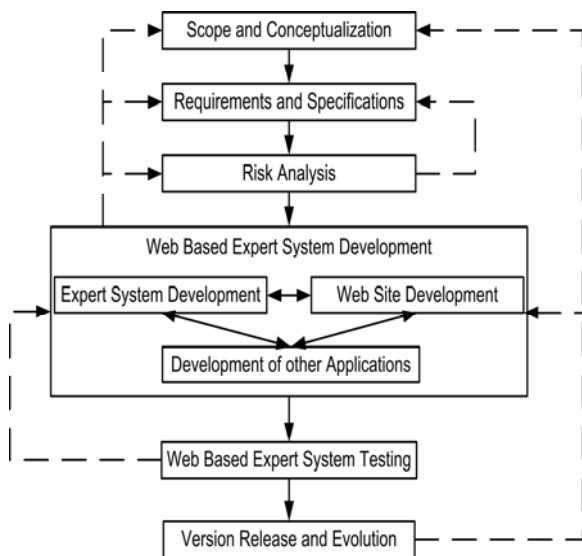 Scope and Conceptualization
Requirements and Specifications
Risk Analysis
Web Based Expert System Development
Expert System Development
Web Site Development
Development of other Applications
Web Based Expert System Testing
Version Release and Evolution